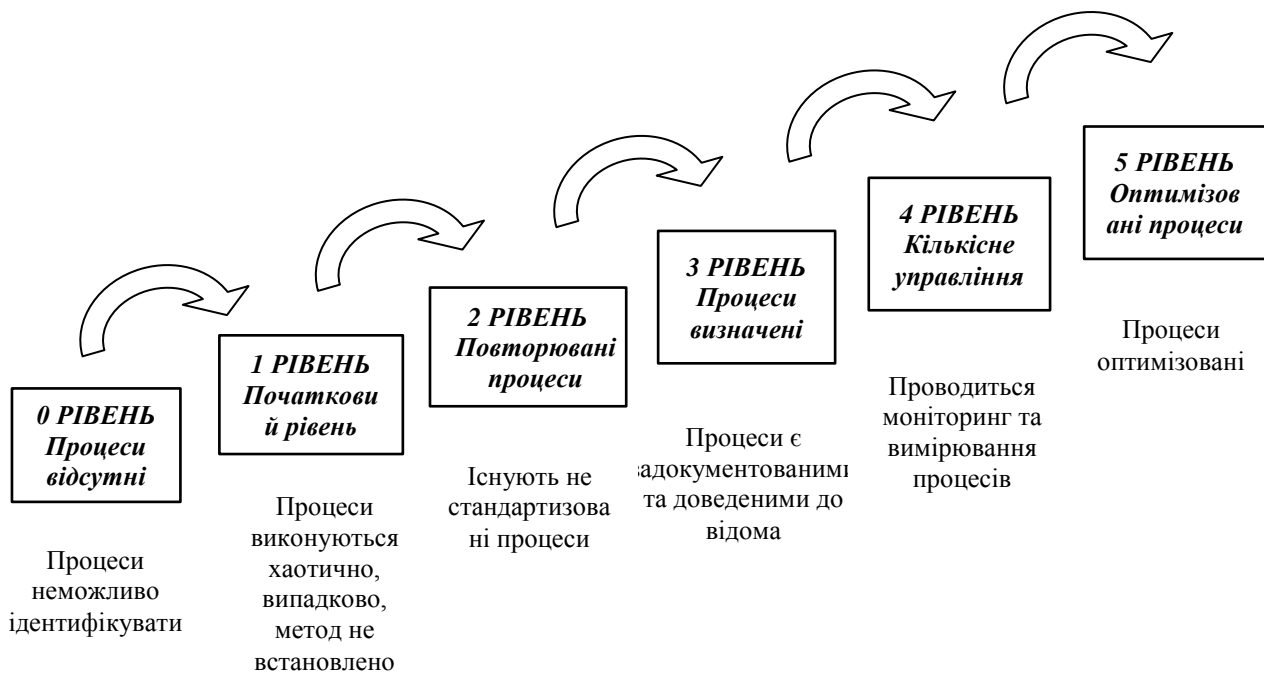 0 РІВЕНЬ
Процеси
відсутні
Процеси
неможливо
ідентифікувати
1 РІВЕНЬ
Початкови
й рівень
Процеси
виконуються
хаотично,
випадково,
метод не
встановлено
2 РІВЕНЬ
Повторювані
процеси
Існують не
стандартизова
ні процеси
3 РІВЕНЬ
Процеси
визначені
Процеси є
задокументованими
та доведеними до
відома
4 РІВЕНЬ
Кількісне
управління
Проводиться
моніторинг та
вимірювання
процесів
5 РІВЕНЬ
Оптимізов
ані процеси
Процеси
оптимізовані